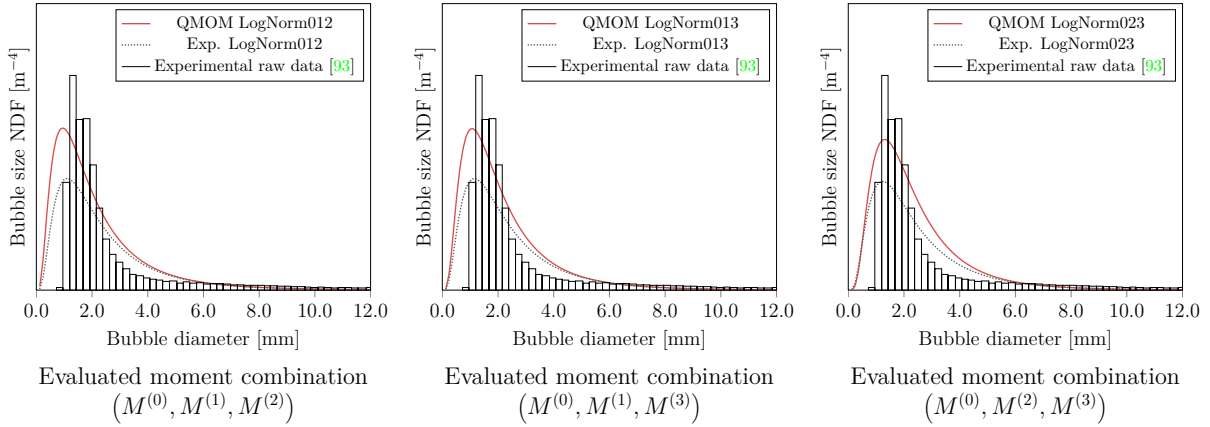 QMOM LogNorm012
Exp. LogNorm012
Experimental raw data [93]
Bubble size NDF [m⁻⁴]
0.0 2.0 4.0 6.0 8.0 10.0 12.0
Bubble diameter [mm]
Evaluated moment combination
(M⁽⁰⁾, M⁽¹⁾, M⁽²⁾)
QMOM LogNorm013
Exp. LogNorm013
Experimental raw data [93]
Bubble size NDF [m⁻⁴]
0.0 2.0 4.0 6.0 8.0 10.0 12.0
Bubble diameter [mm]
Evaluated moment combination
(M⁽⁰⁾, M⁽¹⁾, M⁽³⁾)
QMOM LogNorm023
Exp. LogNorm023
Experimental raw data [93]
Bubble size NDF [m⁻⁴]
0.0 2.0 4.0 6.0 8.0 10.0 12.0
Bubble diameter [mm]
Evaluated moment combination
(M⁽⁰⁾, M⁽²⁾, M⁽³⁾)